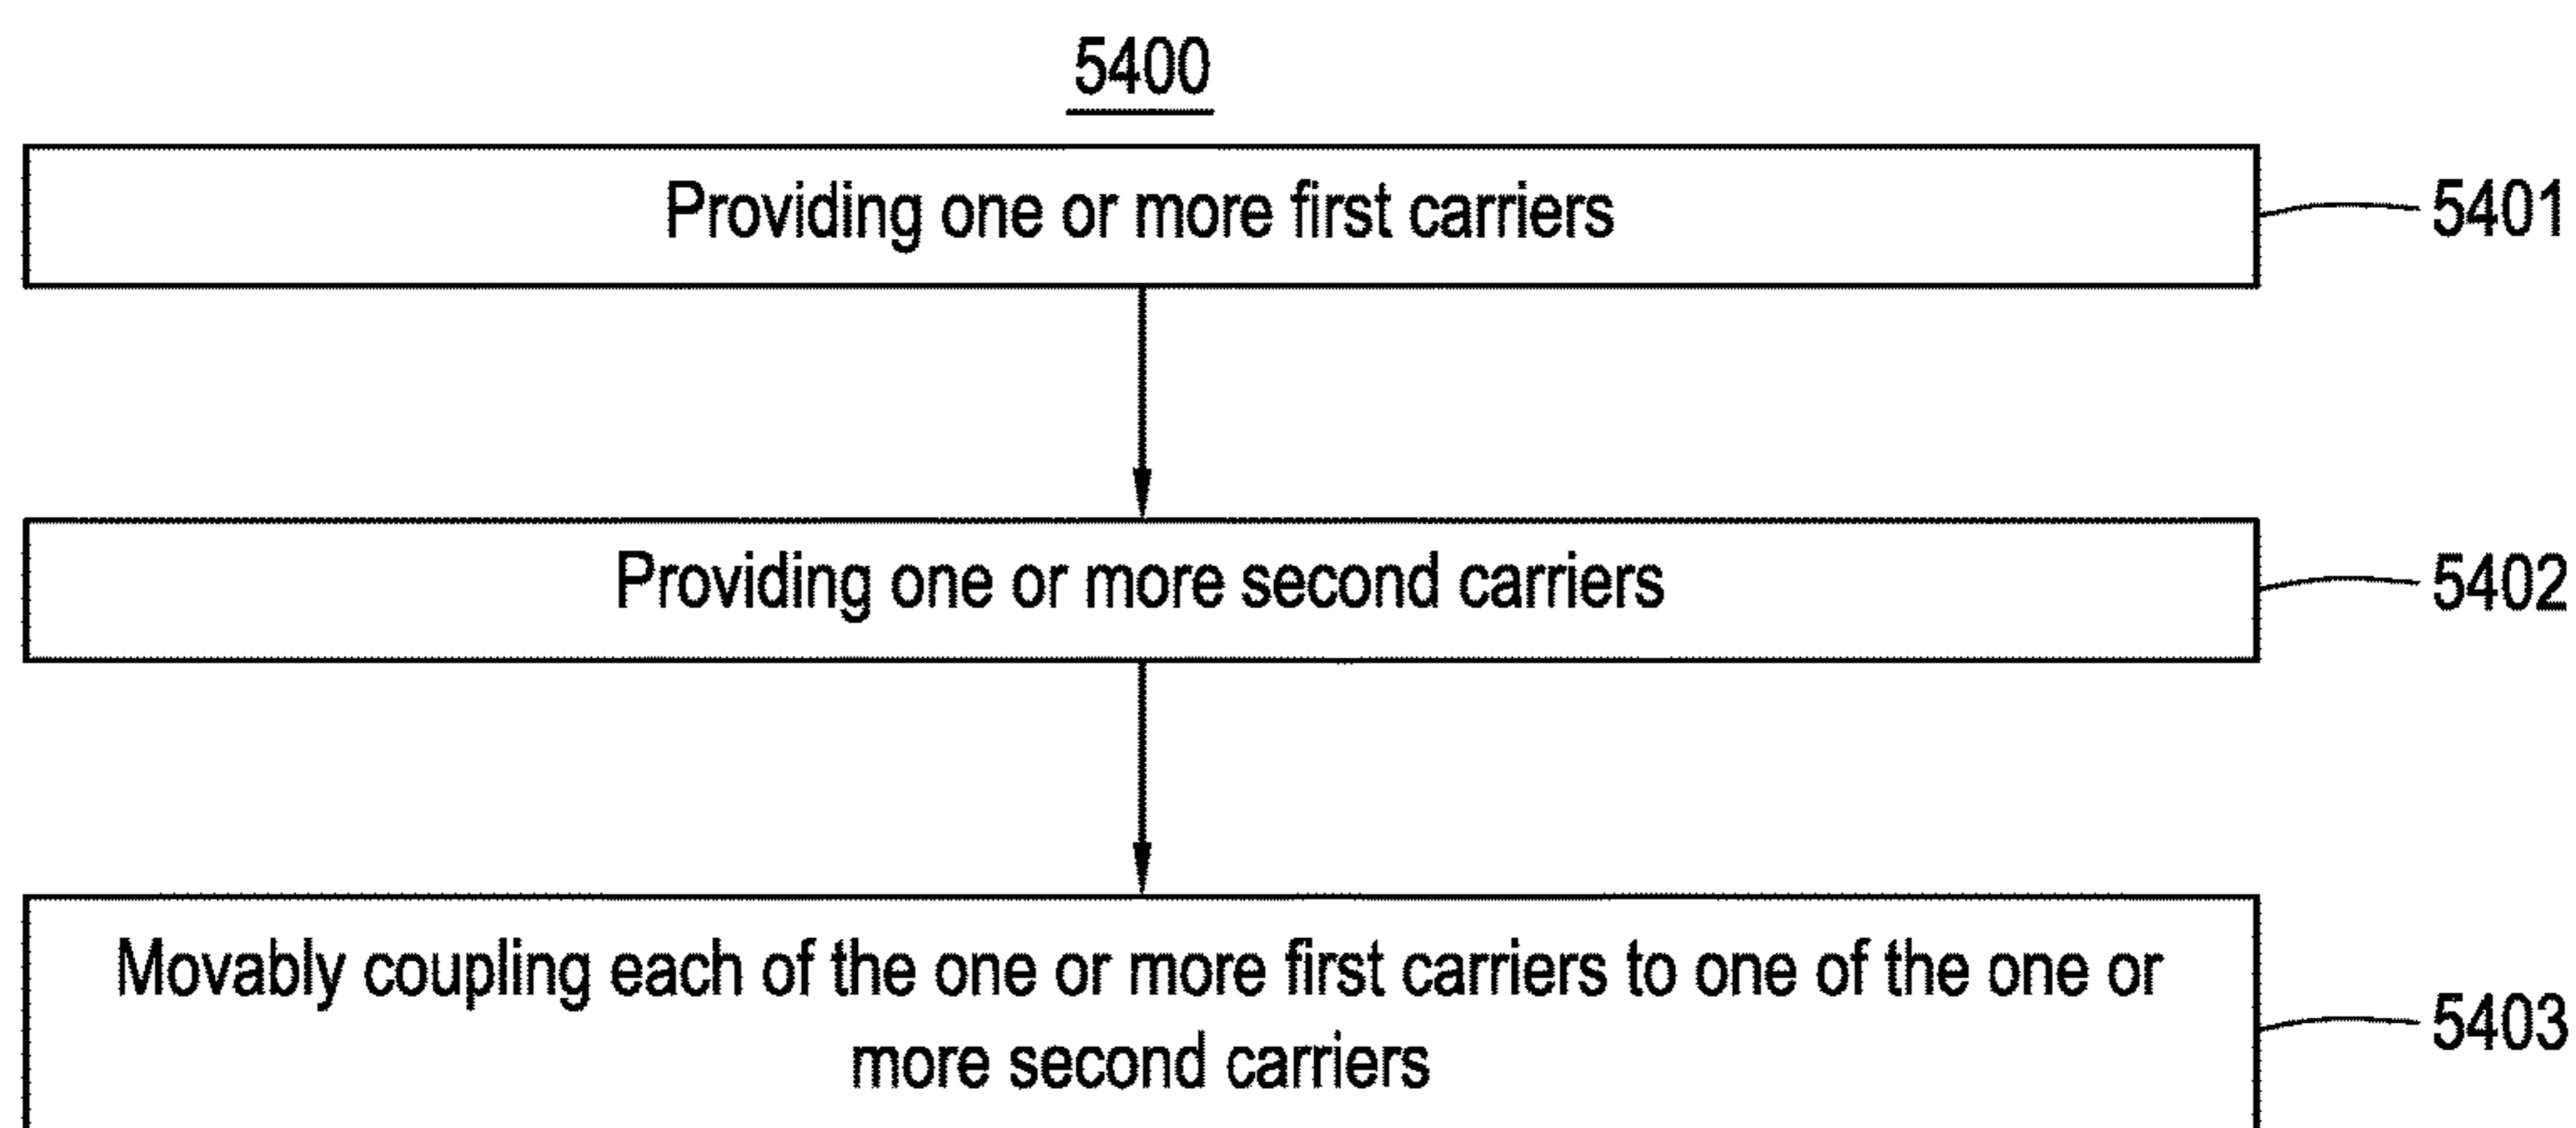 5400
Providing one or more first carriers
5401
Providing one or more second carriers
5402
Movably coupling each of the one or more first carriers to one of the one or
more second carriers
5403